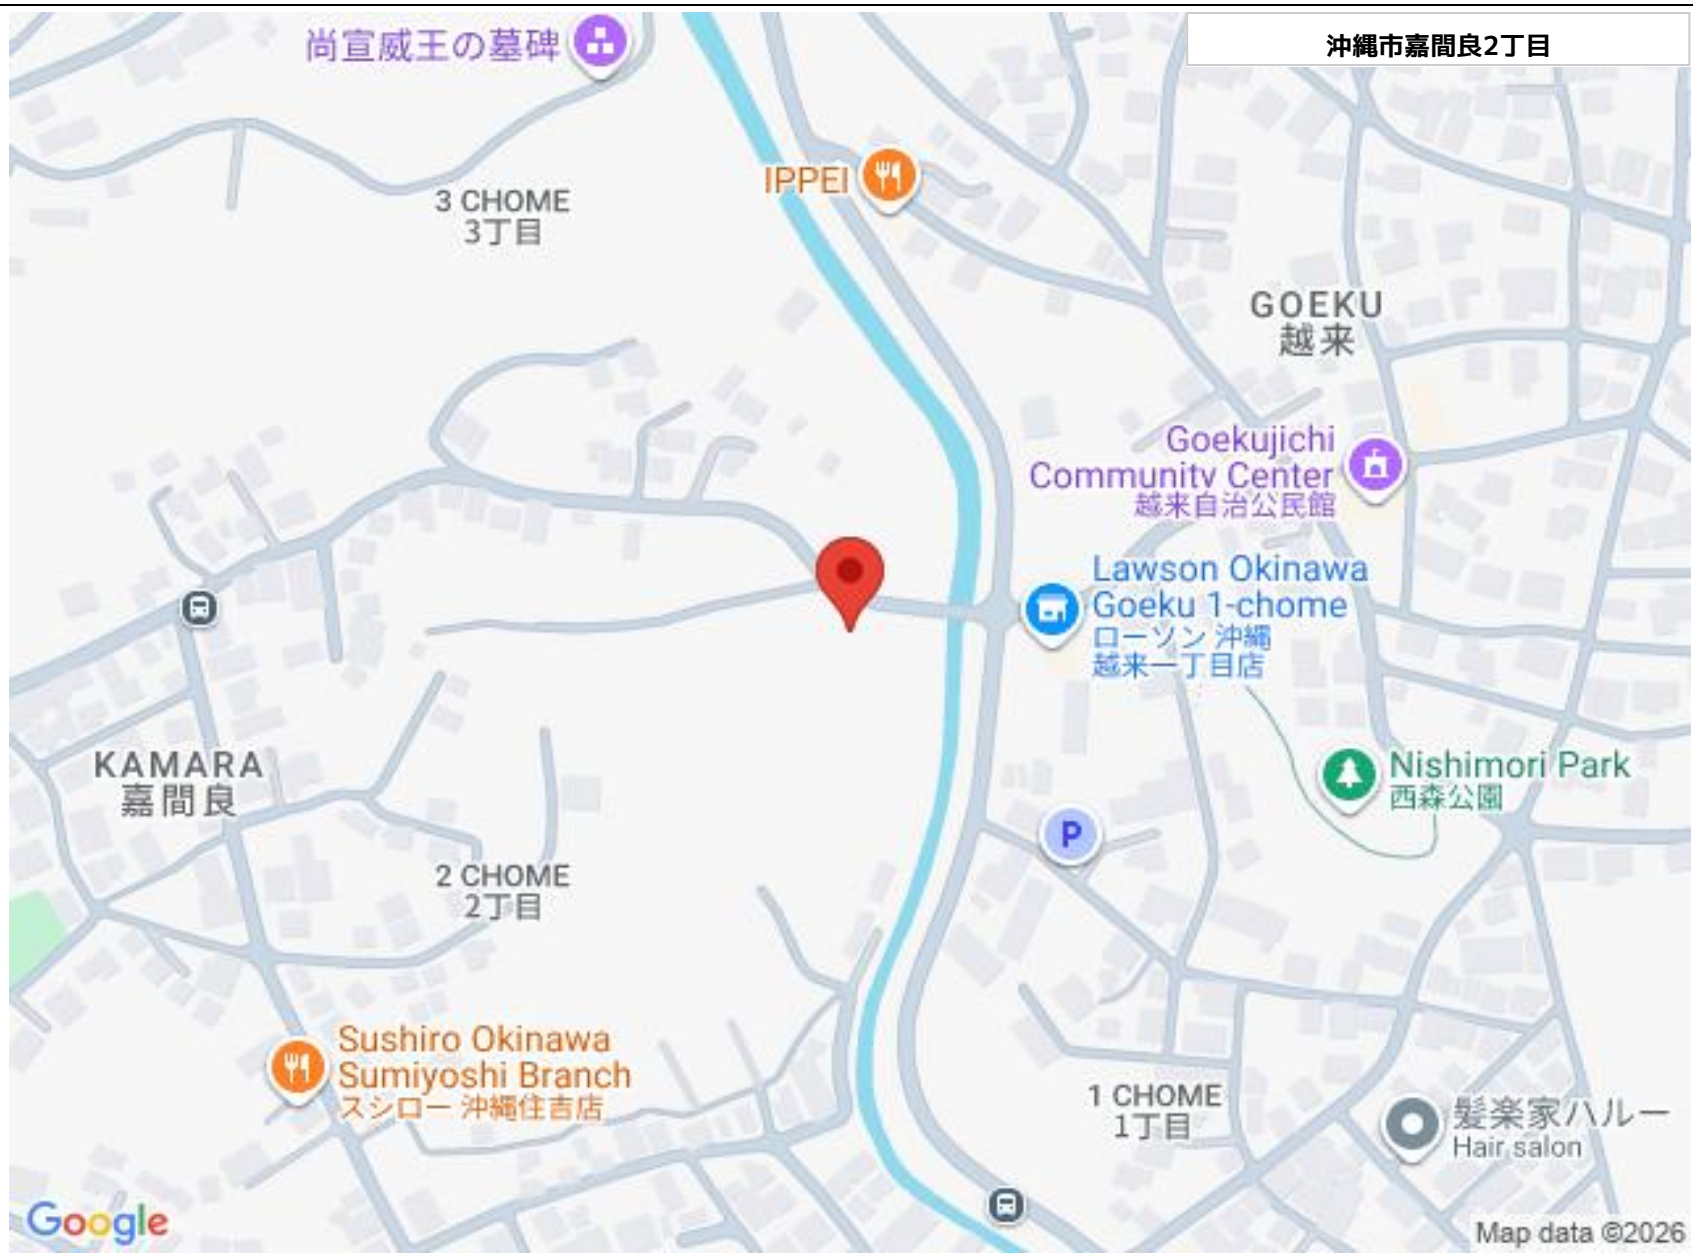 沖縄市嘉間良2丁目
尚宣威王の墓碑
IPPEI
3 CHOME
3丁目
GOEKU
越来
Goekujichi
Community Center
越来自治公民館
Lawson Okinawa
Goeku 1-chome
ローソン 沖縄
越来一丁目店
KAMARA
嘉間良
Nishimori Park
西森公園
P
2 CHOME
2丁目
Sushiro Okinawa
Sumiyoshi Branch
スシロー 沖縄住吉店
1 CHOME
1丁目
髪楽家ハルー
Hair salon
Google
Map data ©2026